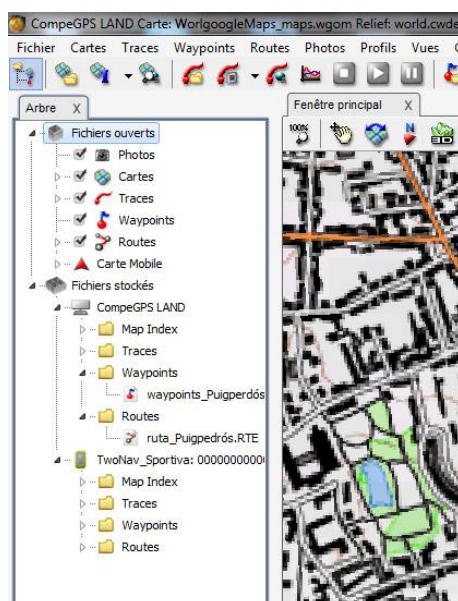 CompeGPS LAND Carte: WorlgoogleMaps_maps.wgom Relief: world.cwde
Fichier Cartes Traces Waypoints Routes Photos Profils Vues
Arbre X
Fenêtre principal X
100%
N
3D
Fichiers ouverts
Photos
Cartes
Traces
Waypoints
Routes
Carte Mobile
Fichiers stockés
CompeGPS LAND
Map Index
Traces
Waypoints
waypoints_Puigperdós
Routes
ruta_Puigpedrós.RTE
TwoNav_Sportiva: 00000000000
Map Index
Traces
Waypoints
Routes